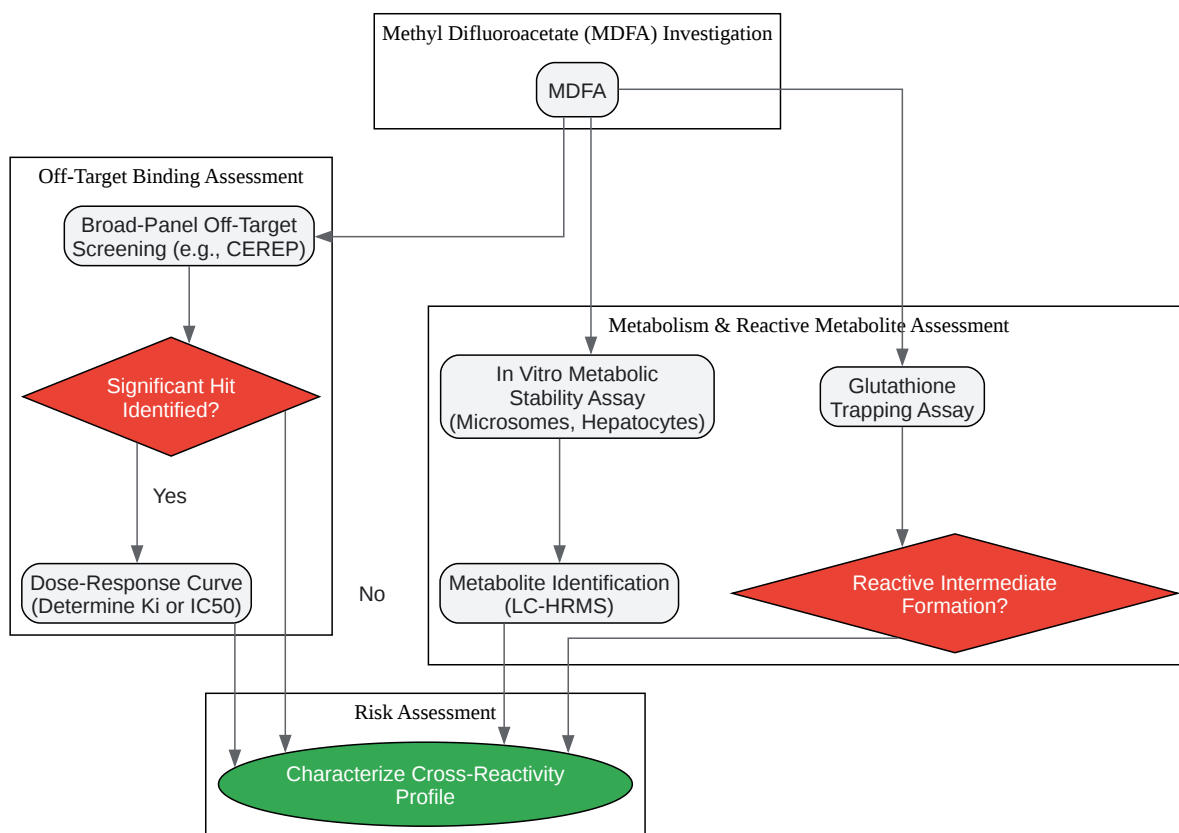 Methyl Difluoroacetate (MDFA) Investigation
MDFA
Off-Target Binding Assessment
Broad-Panel Off-Target
Screening (e.g., CEREP)
Significant Hit
Identified?
Yes
Dose-Response Curve
(Determine Ki or IC50)
No
Metabolism & Reactive Metabolite Assessment
In Vitro Metabolic
Stability Assay
(Microsomes, Hepatocytes)
Glutathione
Trapping Assay
Metabolite Identification
(LC-HRMS)
Reactive Intermediate
Formation?
Risk Assessment
Characterize Cross-Reactivity
Profile